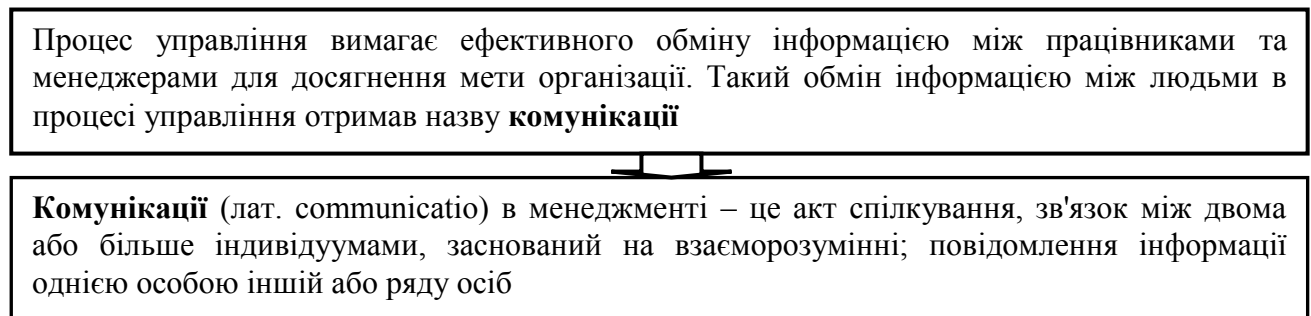 Процес управління вимагає ефективного обміну інформацією між працівниками та
менеджерами для досягнення мети організації. Такий обмін інформацією між людьми в
процесі управління отримав назву комунікації
Комунікації (лат. communicatio) в менеджменті – це акт спілкування, зв'язок між двома
або більше індивідуумами, заснований на взаєморозумінні; повідомлення інформації
однією особою іншій або ряду осіб